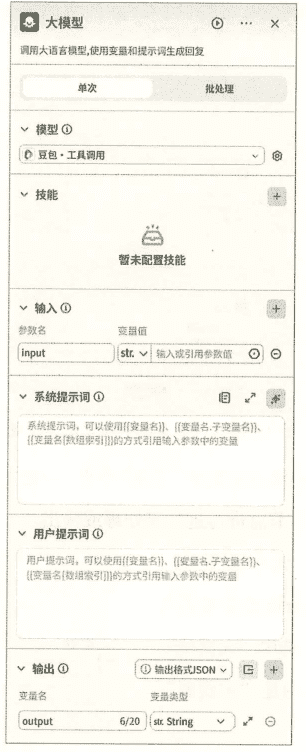 大模型
调用大语言模型,使用变量和提示词生成回复
单次 批处理
模型
豆包·工具调用
技能
暂未配置技能
输入
参数名 变量值
input str. 输入或引用参数值
系统提示词
系统提示词，可以使用{{变量名}}、{{变量名.子变量名}}、
{{变量名[数组索引]}}的方式引用输入参数中的变量
用户提示词
用户提示词，可以使用{{变量名}}、{{变量名.子变量名}}、
{{变量名[数组索引]}}的方式引用输入参数中的变量
输出 输出格式JSON
变量名 变量类型
output 6/20 str. String